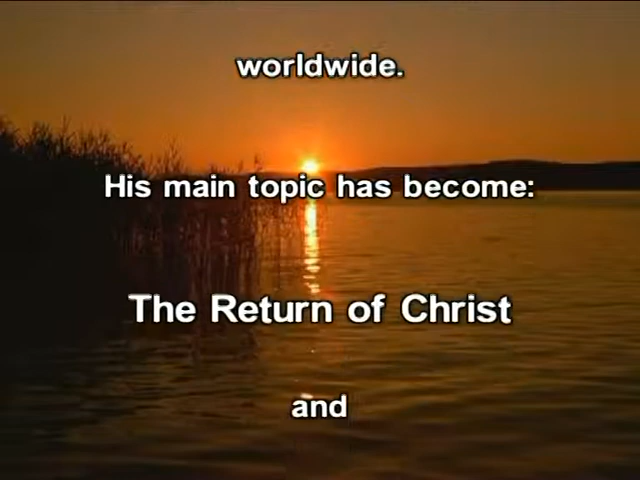 worldwide.
His main topic has become:
The Return of Christ
and